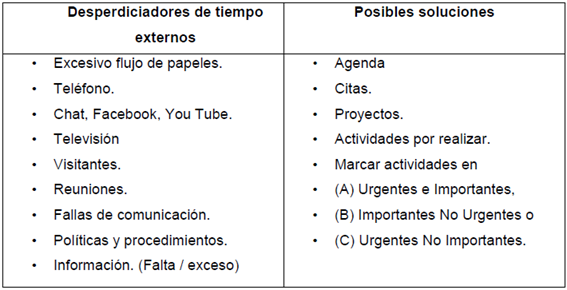 Desperdiciadores de tiempo
externos
• Excesivo flujo de papeles.
• Teléfono.
• Chat, Facebook, You Tube.
• Televisión
• Visitantes.
• Reuniones.
• Fallas de comunicación.
• Políticas y procedimientos.
• Información. (Falta / exceso)
Posibles soluciones
• Agenda
• Citas.
• Proyectos.
• Actividades por realizar.
• Marcar actividades en
• (A) Urgentes e Importantes,
• (B) Importantes No Urgentes o
• (C) Urgentes No Importantes.